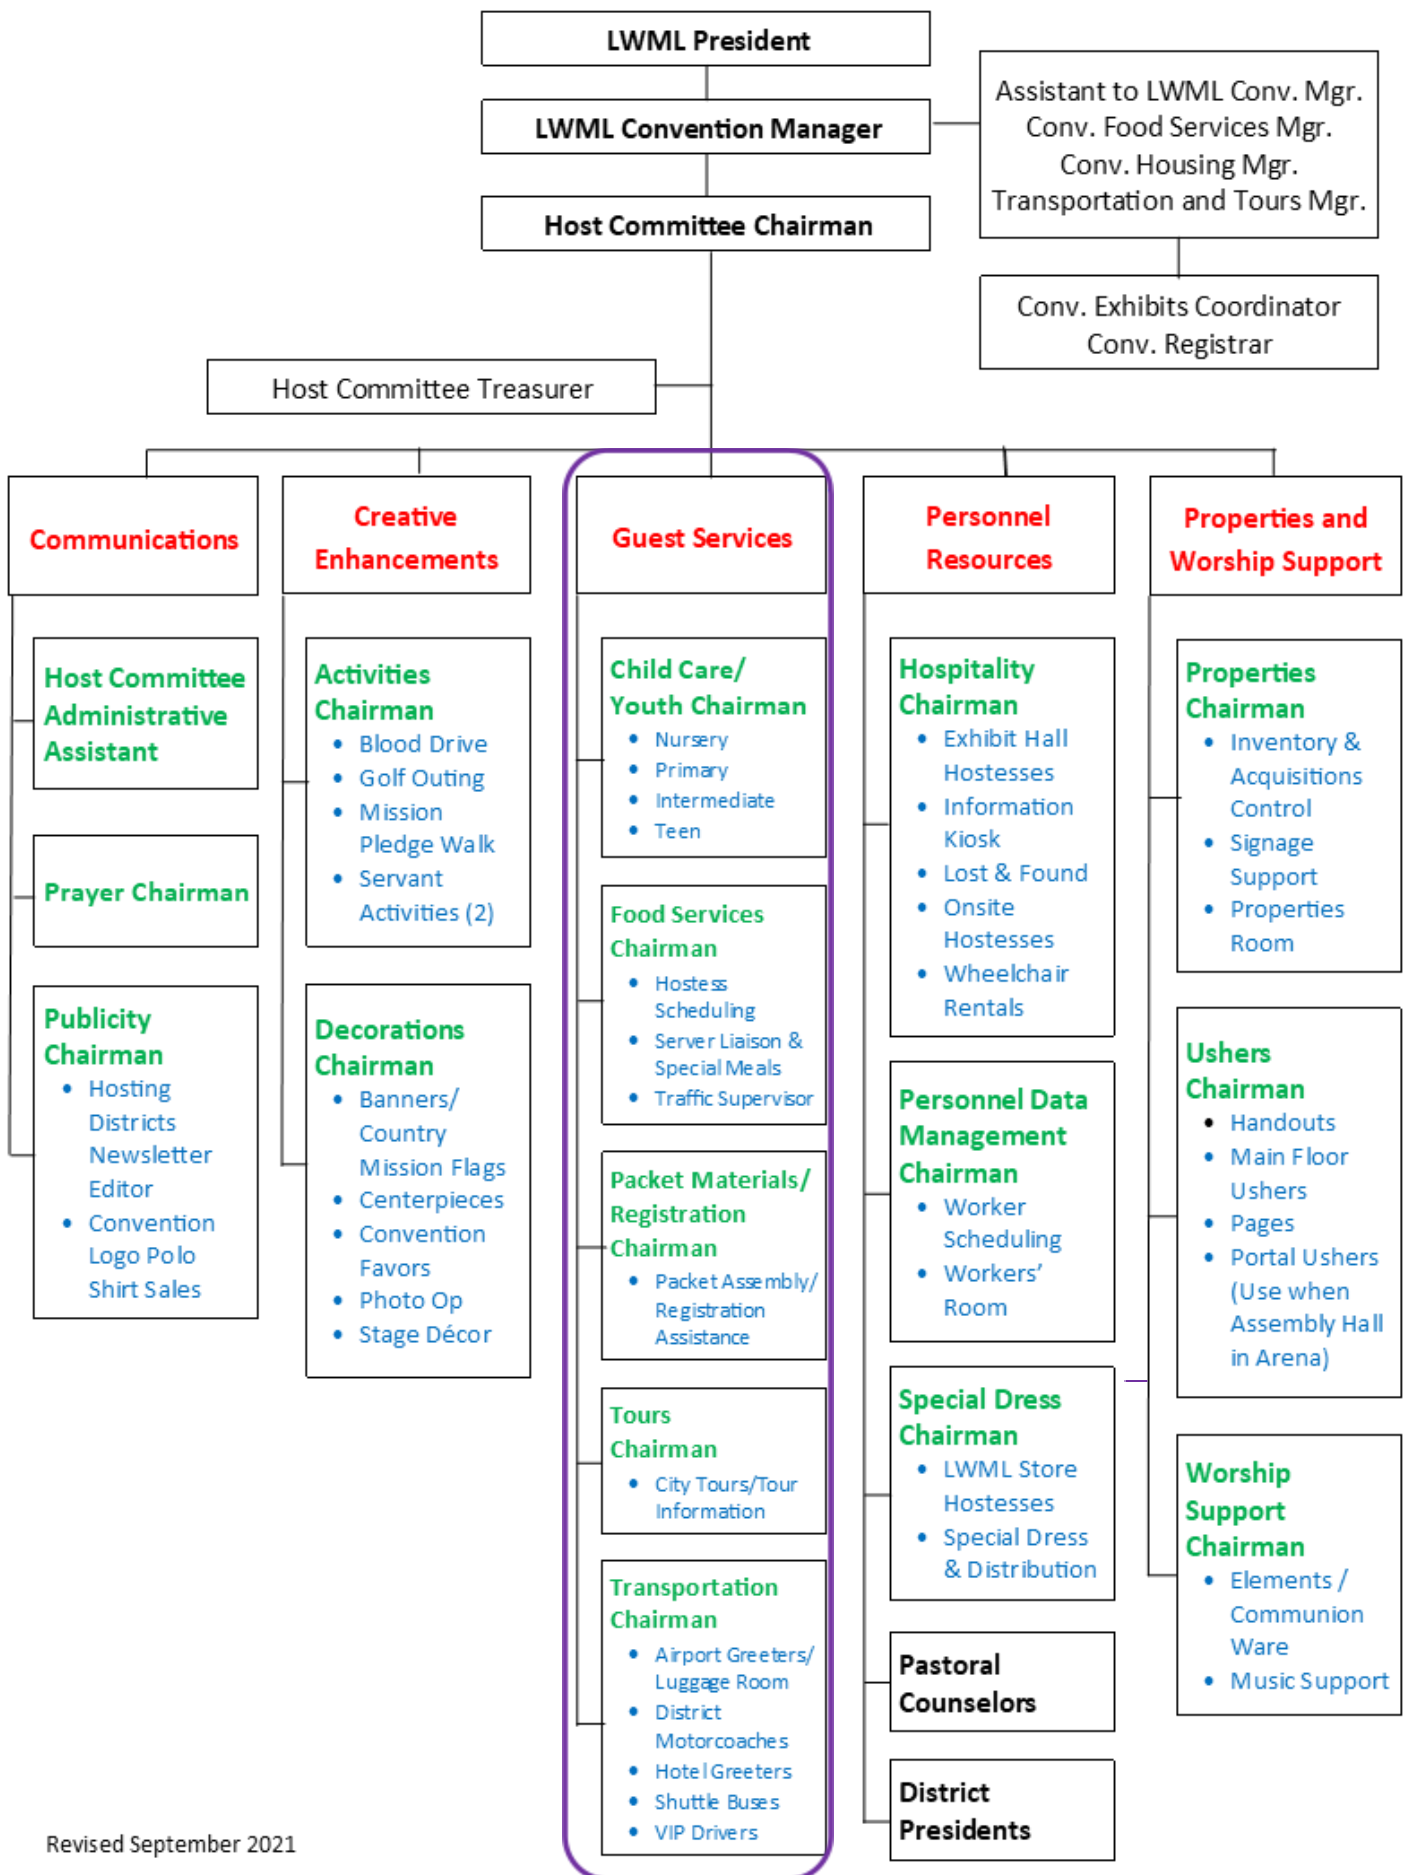 LWML President
LWML Convention Manager
Assistant to LWML Conv. Mgr.
Conv. Food Services Mgr.
Conv. Housing Mgr.
Transportation and Tours Mgr.
Host Committee Chairman
Conv. Exhibits Coordinator
Conv. Registrar
Host Committee Treasurer
Communications
Host Committee
Administrative
Assistant
Prayer Chairman
Publicity
Chairman
• Hosting
Districts
Newsletter
Editor
• Convention
Logo Polo
Shirt Sales
Creative
Enhancements
Activities
Chairman
• Blood Drive
• Golf Outing
• Mission
Pledge Walk
• Servant
Activities (2)
Decorations
Chairman
• Banners/
Country
Mission Flags
• Centerpieces
• Convention
Favors
• Photo Op
• Stage Décor
Guest Services
Child Care/
Youth Chairman
• Nursery
• Primary
• Intermediate
• Teen
Food Services
Chairman
• Hostess
Scheduling
• Server Liaison &
Special Meals
• Traffic Supervisor
Packet Materials/
Registration
Chairman
• Packet Assembly/
Registration
Assistance
Tours
Chairman
• City Tours/Tour
Information
Transportation
Chairman
• Airport Greeters/
Luggage Room
• District
Motorcoaches
• Hotel Greeters
• Shuttle Buses
• VIP Drivers
Personnel
Resources
Hospitality
Chairman
• Exhibit Hall
Hostesses
• Information
Kiosk
• Lost & Found
• Onsite
Hostesses
• Wheelchair
Rentals
Personnel Data
Management
Chairman
• Worker
Scheduling
• Workers’
Room
Special Dress
Chairman
• LWML Store
Hostesses
• Special Dress
& Distribution
Pastoral
Counselors
District
Presidents
Properties and
Worship Support
Properties
Chairman
• Inventory &
Acquisitions
Control
• Signage
Support
• Properties
Room
Ushers
Chairman
• Handouts
• Main Floor
Ushers
• Pages
• Portal Ushers
(Use when
Assembly Hall
in Arena)
Worship
Support
Chairman
• Elements /
Communion
Ware
• Music Support
Revised September 2021